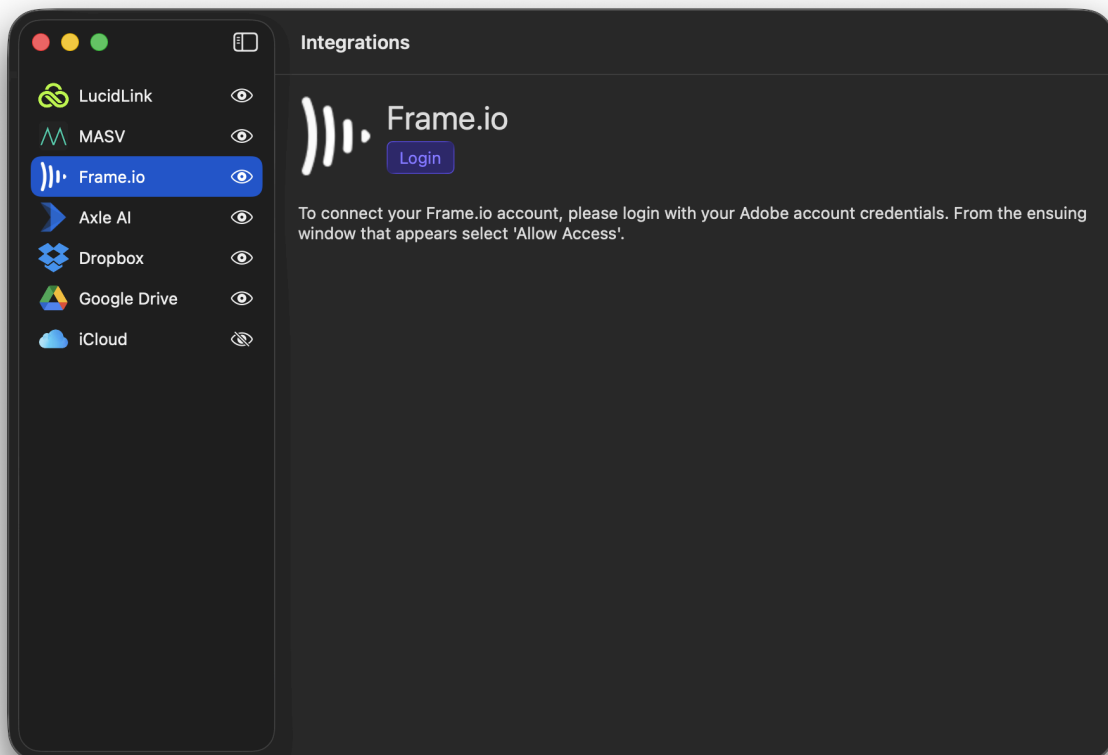 Integrations
LucidLink
MASV
Frame.io
Axle AI
Dropbox
Google Drive
iCloud
Frame.io
Login
To connect your Frame.io account, please login with your Adobe account credentials. From the ensuing
window that appears select 'Allow Access'.